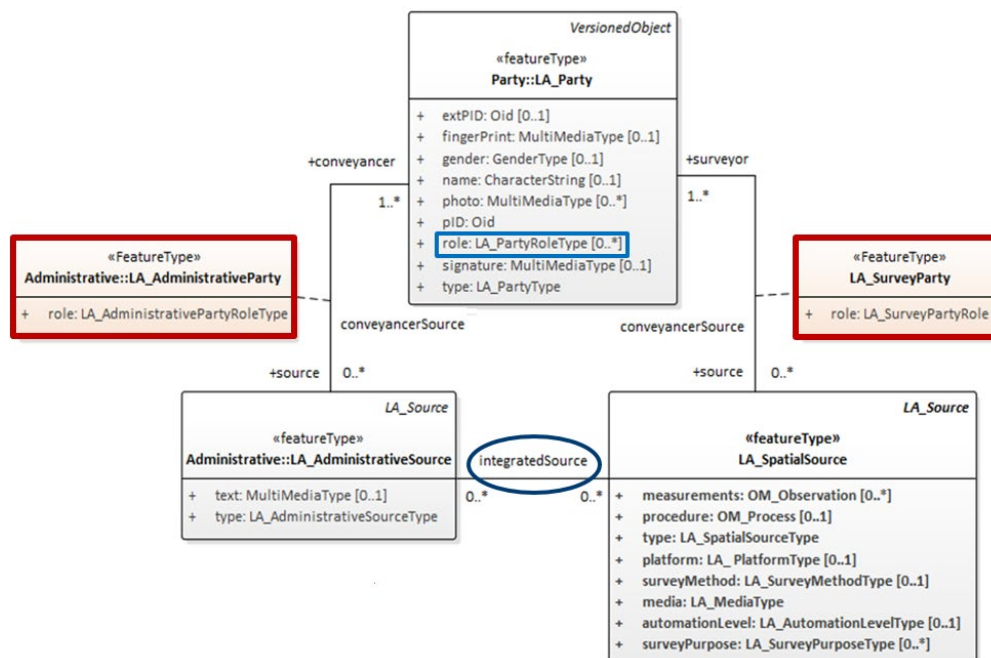 VersionedObject
«featureType»
Party::LA_Party
+ extPID: Oid [0..1]
+ fingerPrint: MultiMediaType [0..1]
+ gender: GenderType [0..1]
+ name: CharacterString [0..1]
+ photo: MultiMediaType [0..*]
+ pID: Oid
+ role: LA_PartyRoleType [0..*]
+ signature: MultiMediaType [0..1]
+ type: LA_PartyType
+conveyancer
1..*
+surveyor
1..*
«FeatureType»
Administrative::LA_AdministrativeParty
+ role: LA_AdministrativePartyRoleType
«FeatureType»
LA_SurveyParty
+ role: LA_SurveyPartyRole
conveyancerSource
conveyancerSource
+source 0..*
+source 0..*
LA_Source
«featureType»
Administrative::LA_AdministrativeSource
+ text: MultiMediaType [0..1]
+ type: LA_AdministrativeSourceType
integratedSource
0..* 0..*
LA_Source
«featureType»
LA_SpatialSource
+ measurements: OM_Observation [0..*]
+ procedure: OM_Process [0..1]
+ type: LA_SpatialSourceType
+ platform: LA_ PlatformType [0..1]
+ surveyMethod: LA_SurveyMethodType [0..1]
+ media: LA_MediaType
+ automationLevel: LA_AutomationLevelType [0..1]
+ surveyPurpose: LA_SurveyPurposeType [0..*]